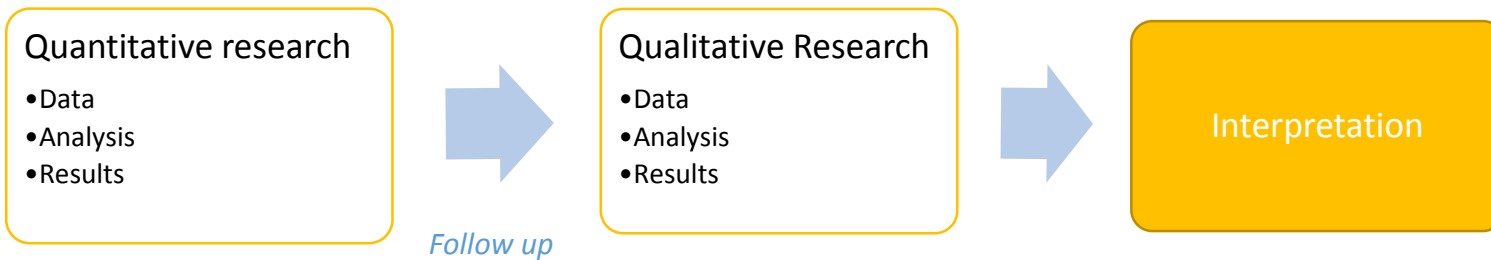 Quantitative research
•Data
•Analysis
•Results
Follow up
Qualitative Research
•Data
•Analysis
•Results
Interpretation